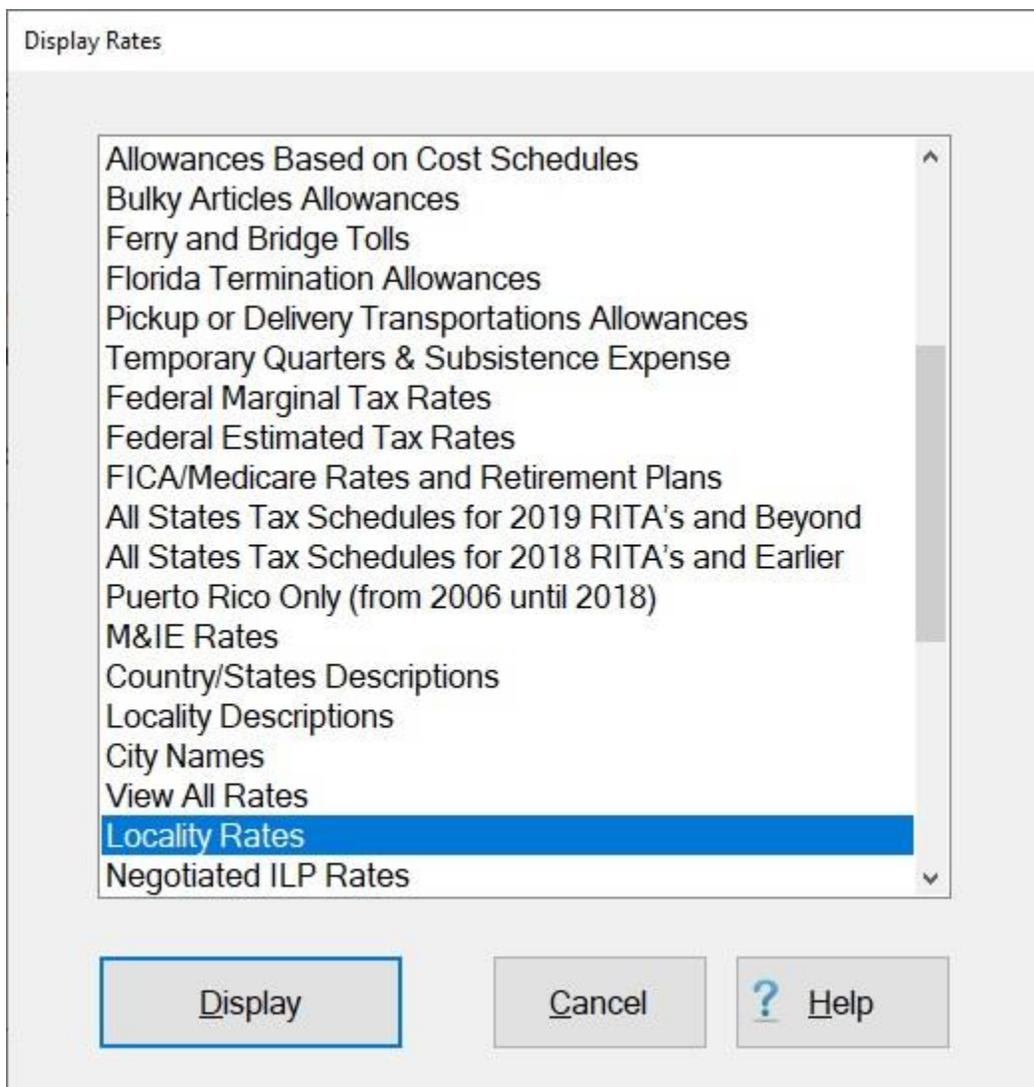 Display Rates
Allowances Based on Cost Schedules
Bulky Articles Allowances
Ferry and Bridge Tolls
Florida Termination Allowances
Pickup or Delivery Transportations Allowances
Temporary Quarters & Subsistence Expense
Federal Marginal Tax Rates
Federal Estimated Tax Rates
FICA/Medicare Rates and Retirement Plans
All States Tax Schedules for 2019 RITA's and Beyond
All States Tax Schedules for 2018 RITA's and Earlier
Puerto Rico Only (from 2006 until 2018)
M&IE Rates
Country/States Descriptions
Locality Descriptions
City Names
View All Rates
Locality Rates
Negotiated ILP Rates
Display Cancel ? Help